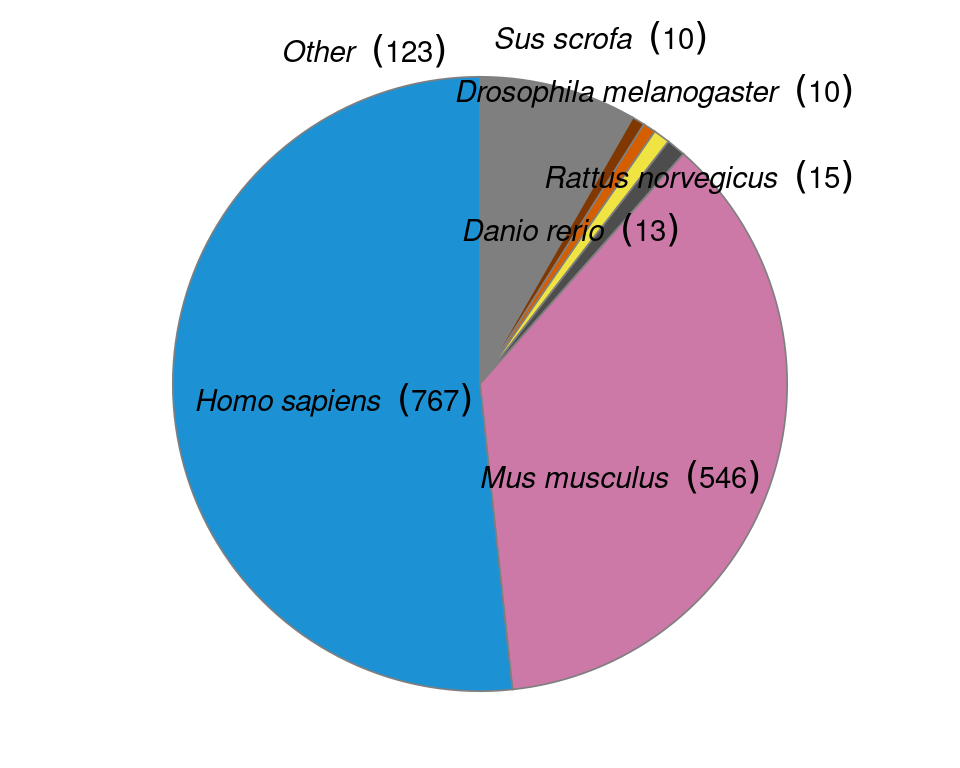 Sus scrofa (10)
Other (123)
Drosophila melanogaster (10)
Rattus norvegicus (15)
Danio rerio (13)
Homo sapiens (767)
Mus musculus (546)